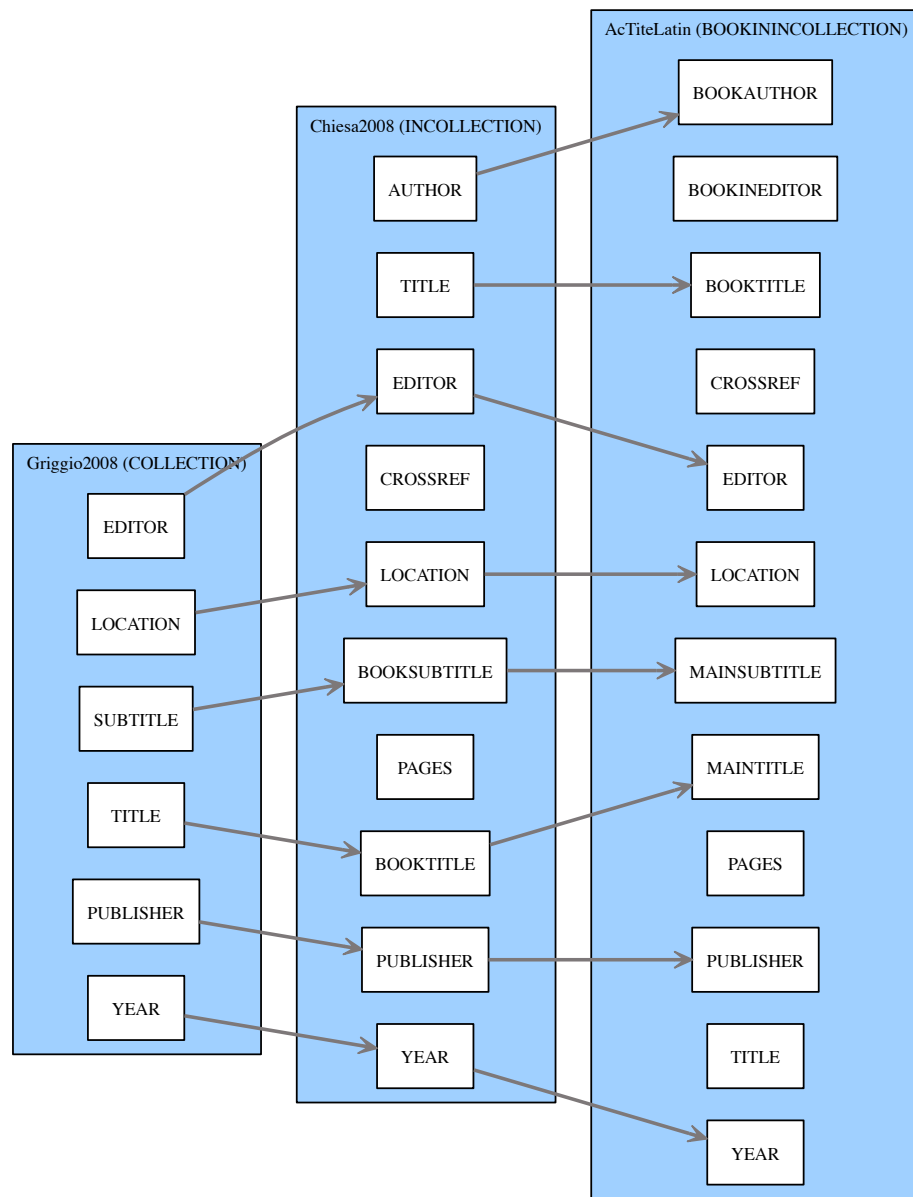 Griggio2008 (COLLECTION)
EDITOR
LOCATION
SUBTITLE
TITLE
PUBLISHER
YEAR
Chiesa2008 (INCOLLECTION)
AUTHOR
TITLE
EDITOR
CROSSREF
LOCATION
BOOKSUBTITLE
PAGES
BOOKTITLE
PUBLISHER
YEAR
AcTiteLatin (BOOKININCOLLECTION)
BOOKAUTHOR
BOOKINEDITOR
BOOKTITLE
CROSSREF
EDITOR
LOCATION
MAINSUBTITLE
MAINTITLE
PAGES
PUBLISHER
TITLE
YEAR